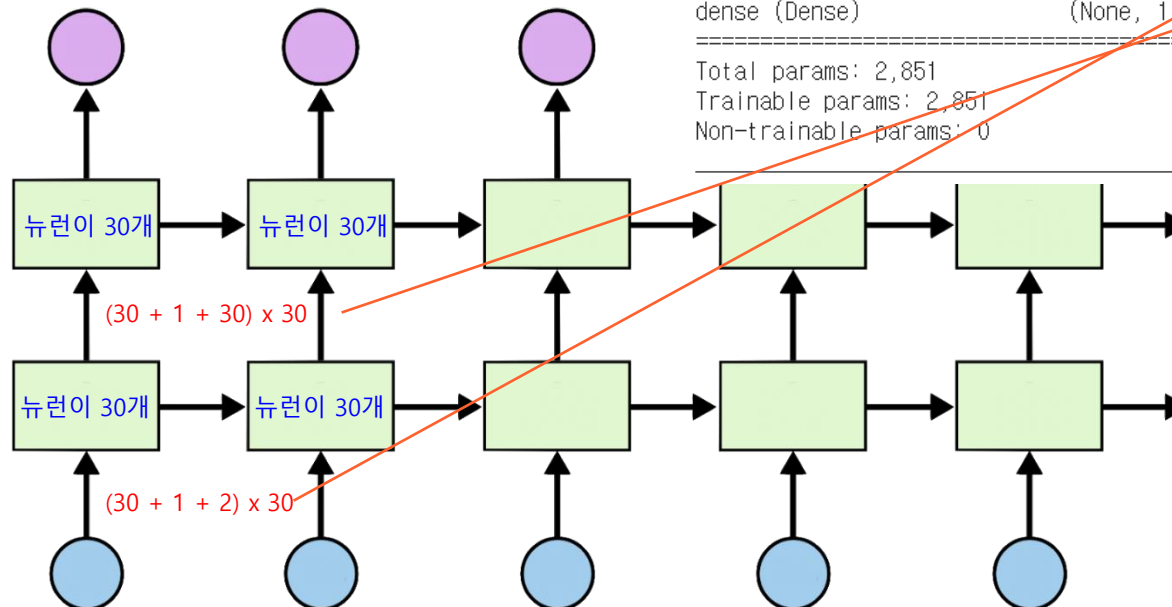 dense (Dense) (None, 1
Total params: 2,851
Trainable params: 2,851
Non-trainable params: 0
뉴런이 30개 뉴런이 30개
(30 + 1 + 30) x 30
뉴런이 30개 뉴런이 30개
(30 + 1 + 2) x 30